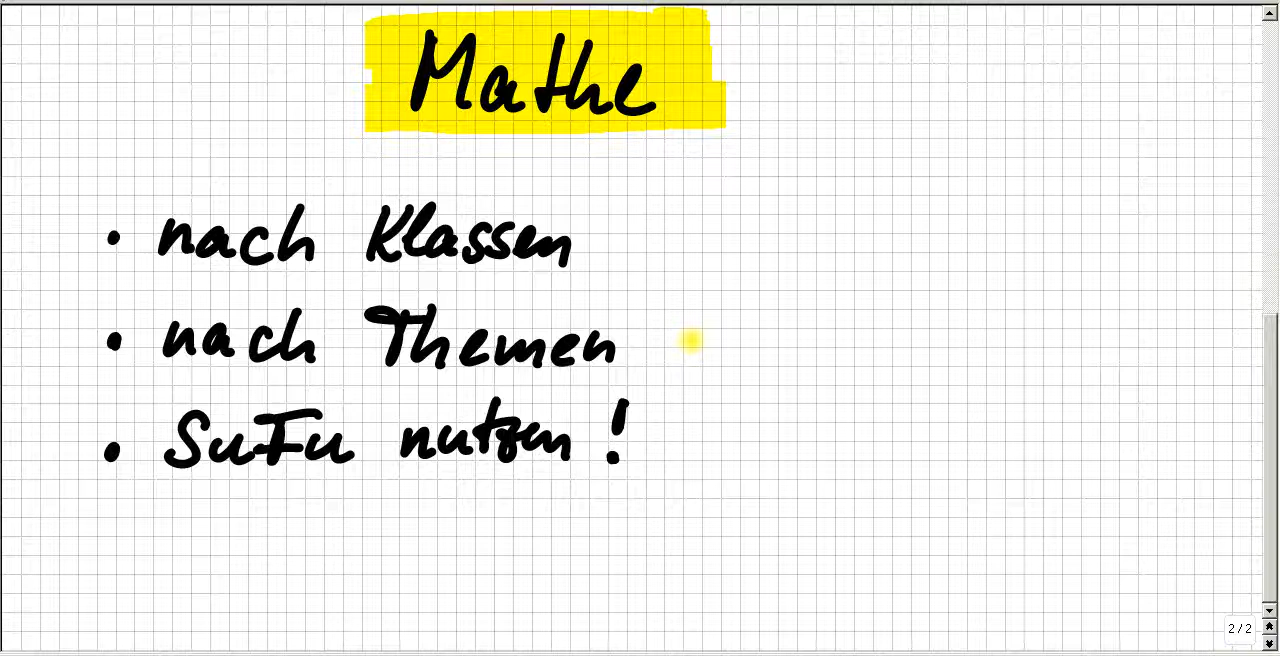 Mathe
• nach Klassen
• nach Themen
• SuFu nutzen!
2/2